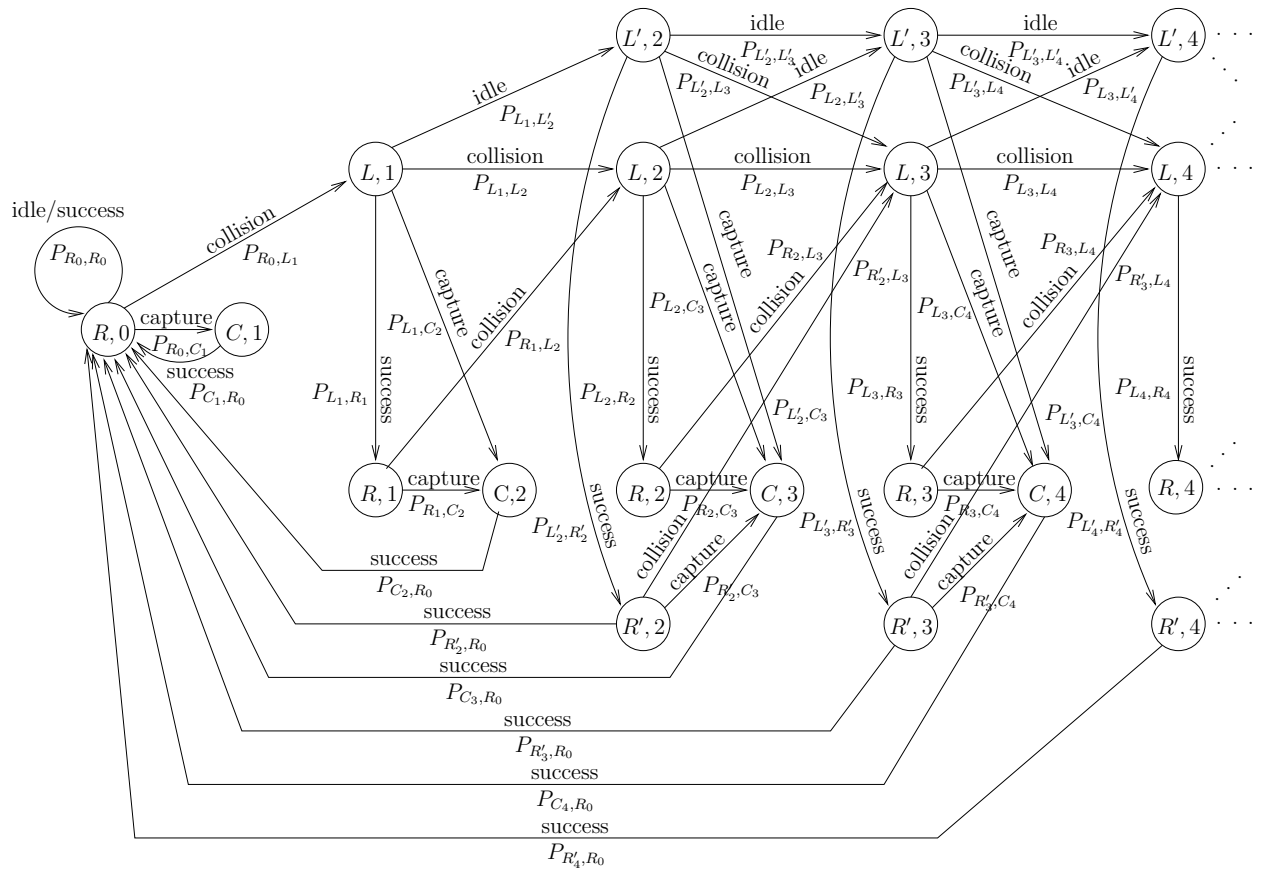 idle
idle
L′, 2
L′, 3
L′, 4
. . .
P_{L′_2,L′_3}
P_{L′_3,L′_4}
collision
idle
collision
idle
P_{L′_2,L_3}
P_{L_2,L′_3}
P_{L′_3,L_4}
P_{L_3,L′_4}
idle
P_{L_1,L′_2}
collision
collision
collision
L, 1
L, 2
L, 3
L, 4
. . .
P_{L_1,L_2}
P_{L_2,L_3}
P_{L_3,L_4}
idle/success
collision
P_{R_0,R_0}
P_{R_0,L_1}
capture
capture
P_{R_2,L_3}
P_{R′_2,L_3}
P_{R_3,L_4}
P_{R′_3,L_4}
capture
collision
capture
collision
capture
collision
R, 0
capture
C, 1
P_{R_0,C_1}
P_{L_1,C_2}
P_{R_1,L_2}
P_{L_2,C_3}
P_{L_3,C_4}
success
P_{C_1,R_0}
P_{L_1,R_1}
success
P_{L_2,R_2}
success
P_{L′_2,C_3}
P_{L_3,R_3}
success
P_{L′_3,C_4}
P_{L_4,R_4}
success
R, 1
capture
C,2
R, 2
capture
C, 3
R, 3
capture
C, 4
R, 4
. . .
P_{R_1,C_2}
P_{R_2,C_3}
P_{R_3,C_4}
P_{L′_2,R′_2}
success
P_{L′_3,R′_3}
success
P_{L′_4,R′_4}
success
collision
capture
collision
capture
success
P_{C_2,R_0}
P_{R′_2,C_3}
P_{R′_3,C_4}
success
R′, 2
R′, 3
R′, 4
. . .
P_{R′_2,R_0}
success
P_{C_3,R_0}
success
P_{R′_3,R_0}
success
P_{C_4,R_0}
success
P_{R′_4,R_0}